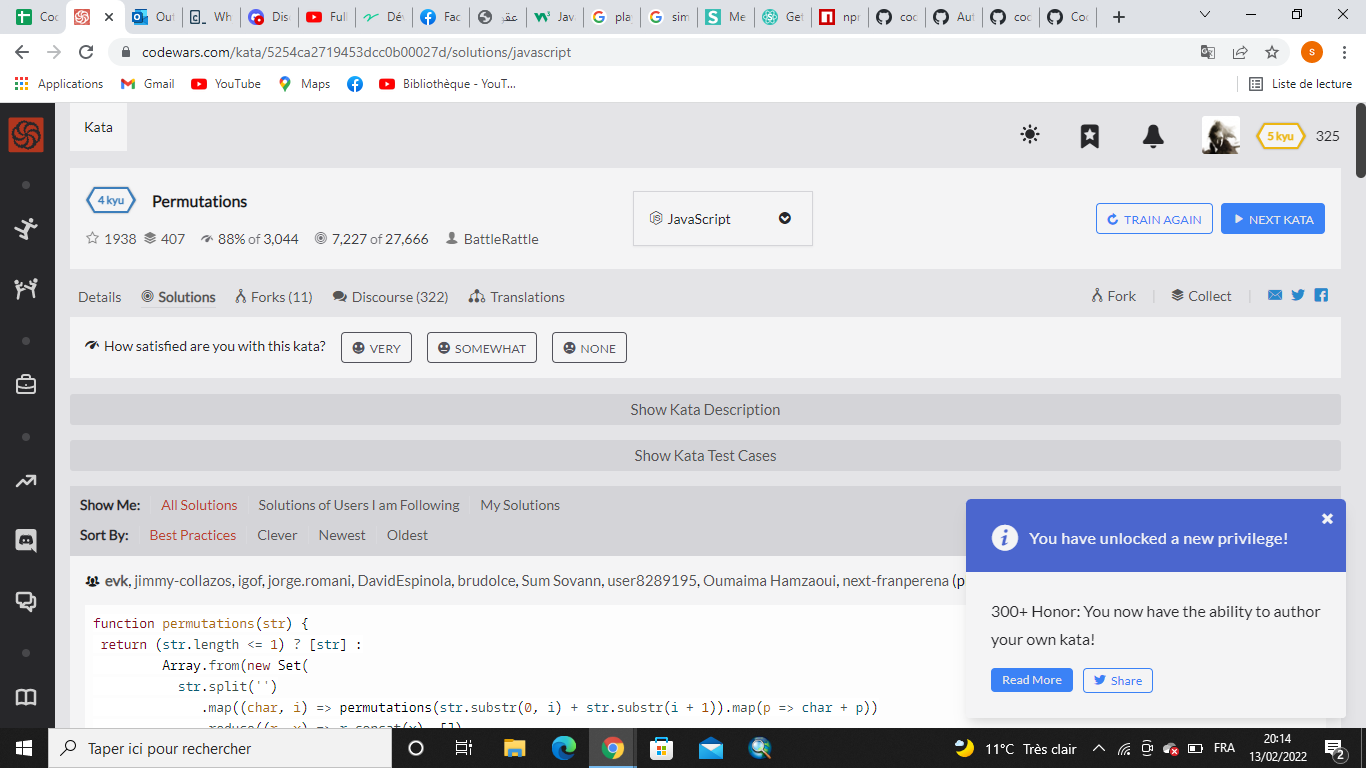 Coc
Out
Wh
Disc
Full
Dév
Fac
عقد
Jav
pla
sim
Me
Get
npr
coc
Aut
coc
Coc
codewars.com/kata/5254ca2719453dcc0b00027d/solutions/javascript
s
Applications Gmail YouTube Maps Bibliothèque - YouT... Liste de lecture
Kata
5 kyu 325
4 kyu Permutations
JavaScript
TRAIN AGAIN NEXT KATA
1938 407 88% of 3,044 7,227 of 27,666 BattleRattle
Details Solutions Forks (11) Discourse (322) Translations Fork Collect
How satisfied are you with this kata? VERY SOMEWHAT NONE
Show Kata Description
Show Kata Test Cases
Show Me: All Solutions Solutions of Users I am Following My Solutions
Sort By: Best Practices Clever Newest Oldest
You have unlocked a new privilege!
300+ Honor: You now have the ability to author
your own kata!
Read More Share
evk, jimmy-collazos, igof, jorge.romani, DavidEspinola, brudolce, Sum Sovann, user8289195, Oumaima Hamzaoui, next-franperena (p
function permutations(str) {
return (str.length <= 1) ? [str] :
Array.from(new Set(
str.split('')
.map((char, i) => permutations(str.substr(0, i) + str.substr(i + 1)).map(p => char + p))
.reduce((r, x) => r.concat(x), [])
Taper ici pour rechercher
11°C Très clair FRA
20:14
13/02/2022
2